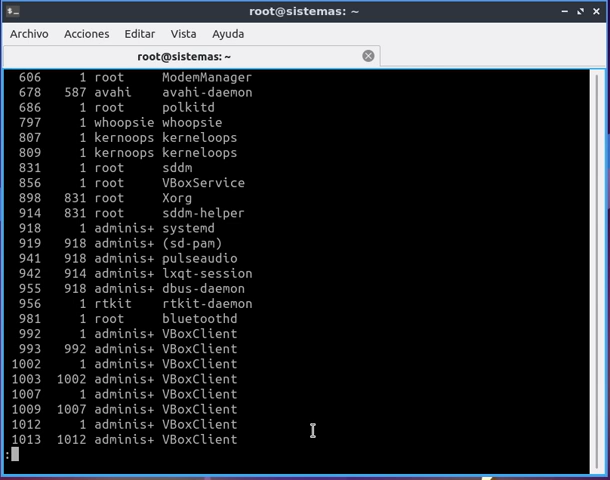 root@sistemas: ~
Archivo Acciones Editar Vista Ayuda
root@sistemas: ~
606 1 root ModemManager
678 587 avahi avahi-daemon
686 1 root polkitd
797 1 whoopsie whoopsie
807 1 kernoops kerneloops
809 1 kernoops kerneloops
831 1 root sddm
856 1 root VBoxService
898 831 root Xorg
914 831 root sddm-helper
918 1 adminis+ systemd
919 918 adminis+ (sd-pam)
941 918 adminis+ pulseaudio
942 914 adminis+ lxqt-session
955 918 adminis+ dbus-daemon
956 1 rtkit rtkit-daemon
981 1 root bluetoothd
992 1 adminis+ VBoxClient
993 992 adminis+ VBoxClient
1002 1 adminis+ VBoxClient
1003 1002 adminis+ VBoxClient
1007 1 adminis+ VBoxClient
1009 1007 adminis+ VBoxClient
1012 1 adminis+ VBoxClient
1013 1012 adminis+ VBoxClient
: